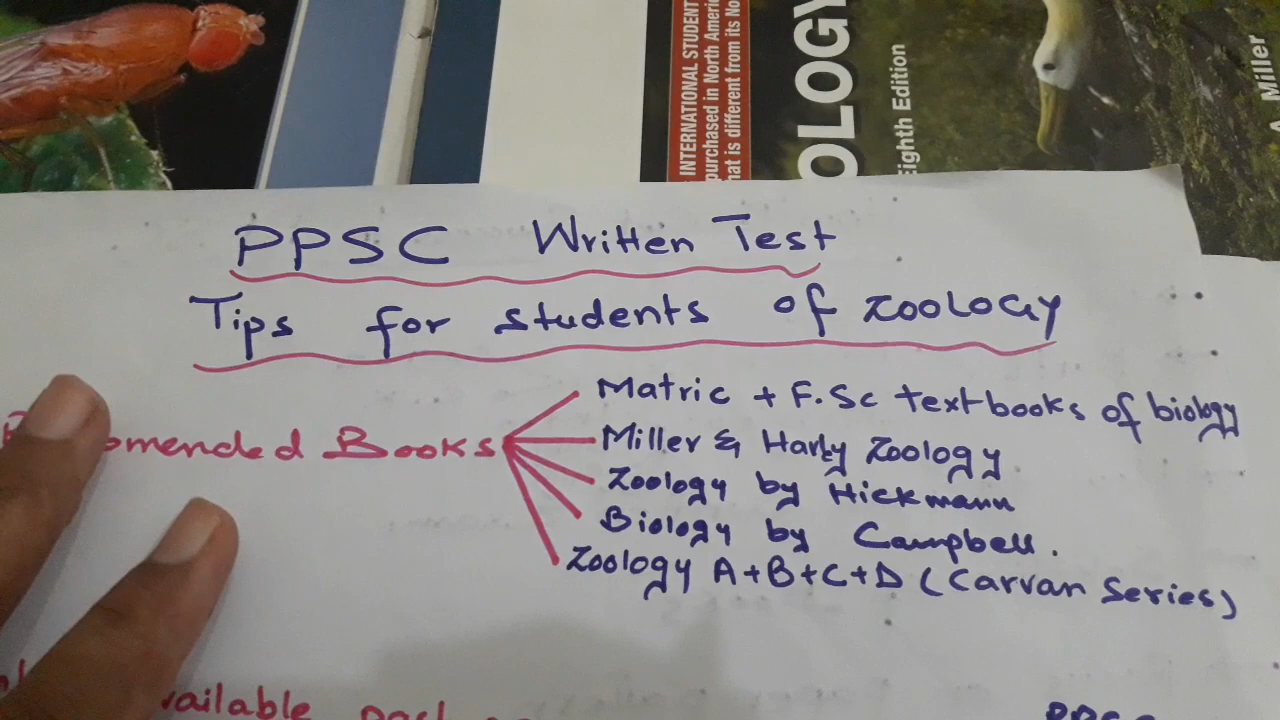 INTERNATIONAL STUDENT
purchased in North Ameri
hat is different from its No
OLOGY
Eighth Edition
A. Miller
PPSC Written Test
Tips for students of zoology
omended Books
Matric + F.Sc textbooks of biology
Miller & Harly Zoology
Zoology by Hickmann
Biology by Campbell.
Zoology A+B+C+D (Carvan Series)
vailable